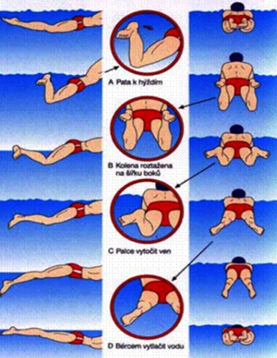 A Pata k hýždím
B Kolena roztažena
na šířku boků
C Palce vytočit ven
D Bércem vytlačit vodu